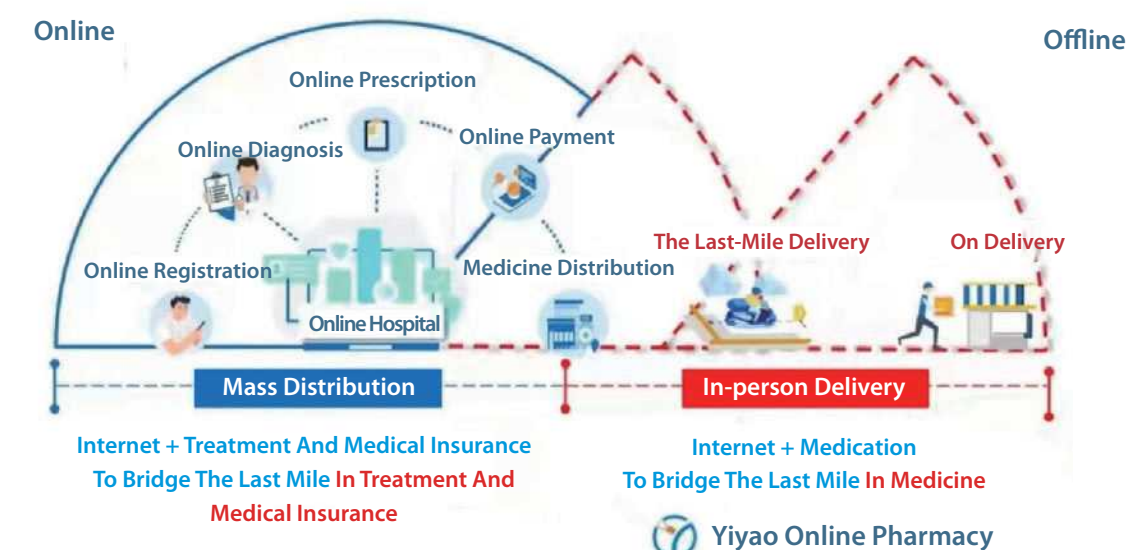 Online
Offline
Online Prescription
Online Diagnosis
Online Payment
Online Registration
Medicine Distribution
Online Hospital
The Last-Mile Delivery
On Delivery
Mass Distribution
In-person Delivery
Internet + Treatment And Medical Insurance
To Bridge The Last Mile In Treatment And
Medical Insurance
Internet + Medication
To Bridge The Last Mile In Medicine
Yiyao Online Pharmacy